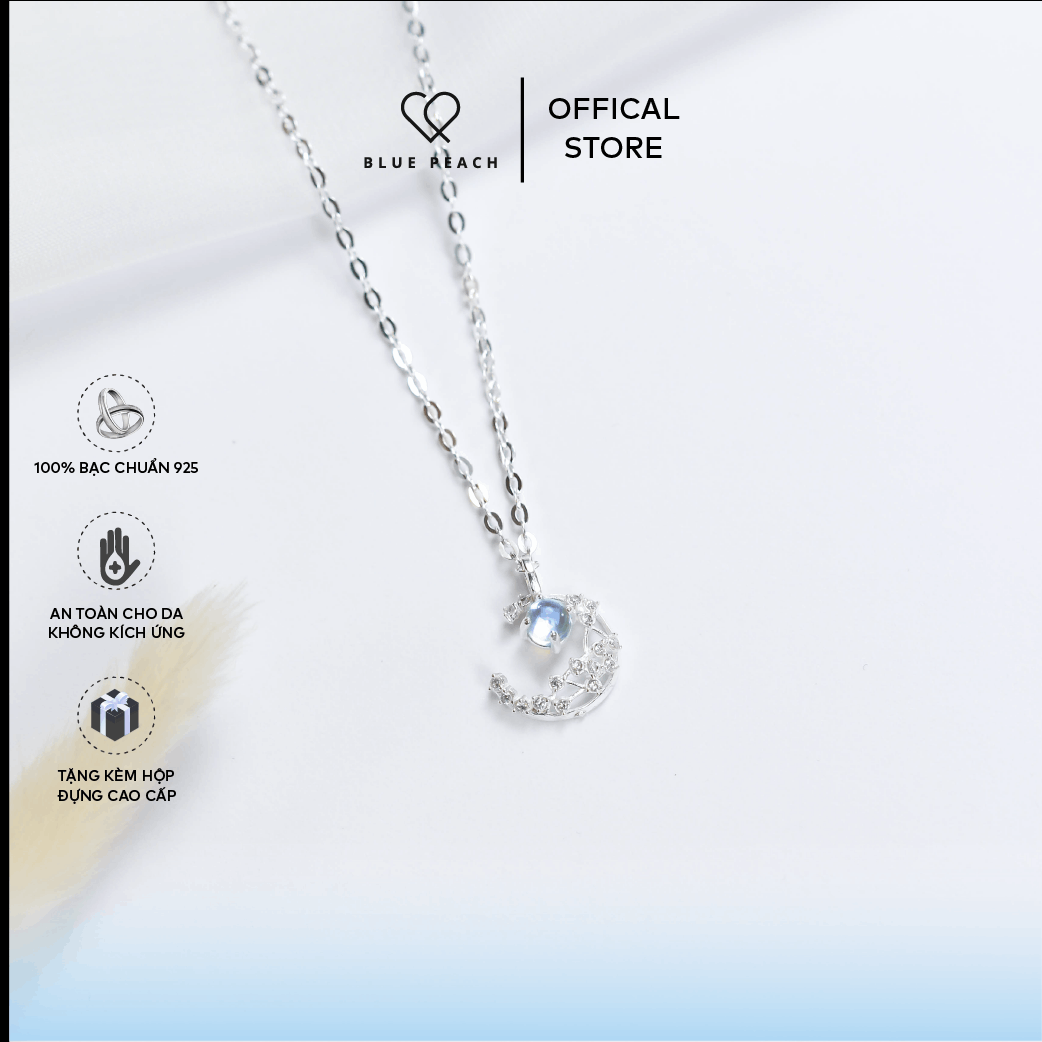 BLUE PEACH
OFFICAL
STORE
100% BẠC CHUẨN 925
AN TOÀN CHO DA
KHÔNG KÍCH ỨNG
TẶNG KÈM HỘP
ĐỰNG CAO CẤP